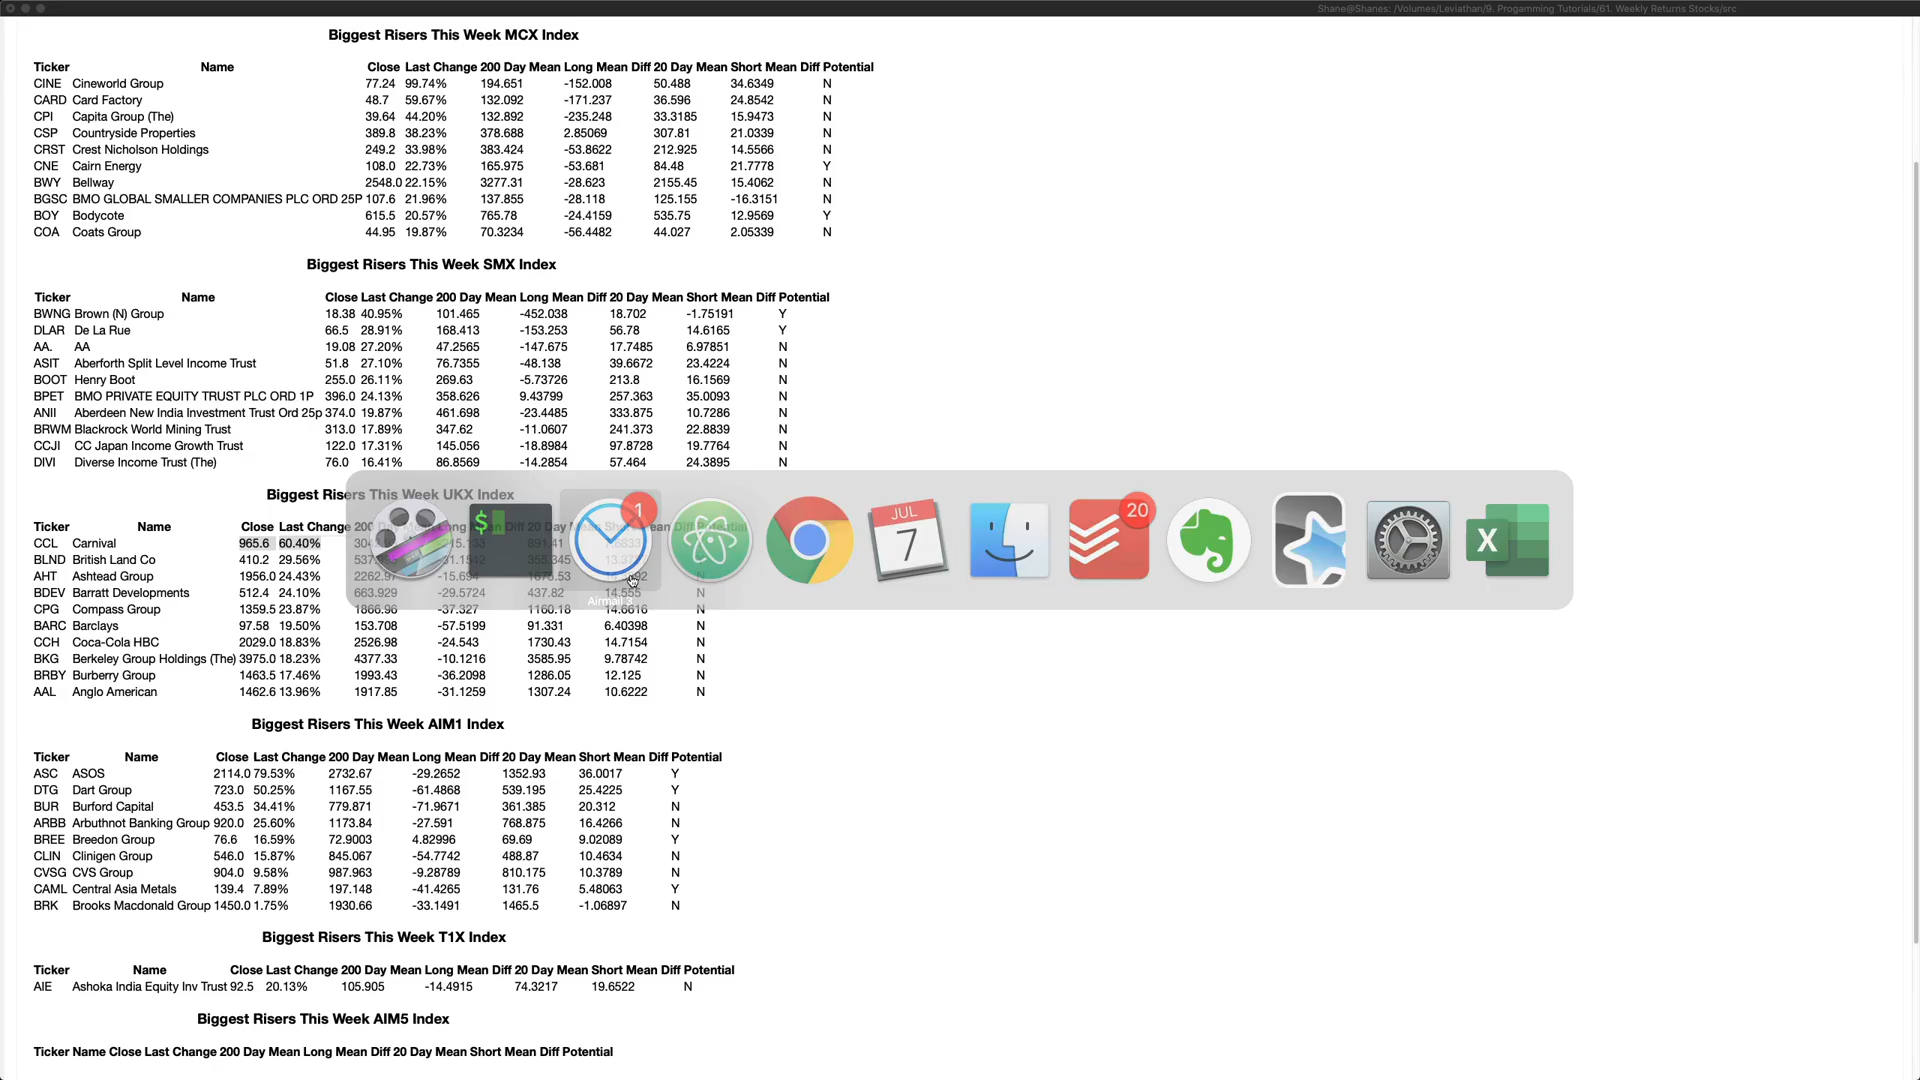 Shane@Shanes: /Volumes/Leviathan/9. Progamming Tutorials/61. Weekly Returns Stocks/src
Biggest Risers This Week MCX Index
Ticker Name Close Last Change 200 Day Mean Long Mean Diff 20 Day Mean Short Mean Diff Potential
CINE Cineworld Group 77.24 99.74% 194.651 -152.008 50.488 34.6349 N
CARD Card Factory 48.7 59.67% 132.092 -171.237 36.596 24.8542 N
CPI Capita Group (The) 39.64 44.20% 132.892 -235.248 33.3185 15.9473 N
CSP Countryside Properties 389.8 38.23% 378.688 2.85069 307.81 21.0339 N
CRST Crest Nicholson Holdings 249.2 33.98% 383.424 -53.8622 212.925 14.5566 N
CNE Cairn Energy 108.0 22.73% 165.975 -53.681 84.48 21.7778 Y
BWY Bellway 2548.0 22.15% 3277.31 -28.623 2155.45 15.4062 N
BGSC BMO GLOBAL SMALLER COMPANIES PLC ORD 25P 107.6 21.96% 137.855 -28.118 125.155 -16.3151 N
BOY Bodycote 615.5 20.57% 765.78 -24.4159 535.75 12.9569 Y
COA Coats Group 44.95 19.87% 70.3234 -56.4482 44.027 2.05339 N
Biggest Risers This Week SMX Index
Ticker Name Close Last Change 200 Day Mean Long Mean Diff 20 Day Mean Short Mean Diff Potential
BWNG Brown (N) Group 18.38 40.95% 101.465 -452.038 18.702 -1.75191 Y
DLAR De La Rue 66.5 28.91% 168.413 -153.253 56.78 14.6165 Y
AA. AA 19.08 27.20% 47.2565 -147.675 17.7485 6.97851 N
ASIT Aberforth Split Level Income Trust 51.8 27.10% 76.7355 -48.138 39.6672 23.4224 N
BOOT Henry Boot 255.0 26.11% 269.63 -5.73726 213.8 16.1569 N
BPET BMO PRIVATE EQUITY TRUST PLC ORD 1P 396.0 24.13% 358.626 9.43799 257.363 35.0093 N
ANII Aberdeen New India Investment Trust Ord 25p 374.0 19.87% 461.698 -23.4485 333.875 10.7286 N
BRWM Blackrock World Mining Trust 313.0 17.89% 347.62 -11.0607 241.373 22.8839 N
CCJI CC Japan Income Growth Trust 122.0 17.31% 145.056 -18.8984 97.8728 19.7764 N
DIVI Diverse Income Trust (The) 76.0 16.41% 86.8569 -14.2854 57.464 24.3895 N
Biggest Risers This Week UKX Index
Ticker Name Close Last Change
CCL Carnival 965.6 60.40%
BLND British Land Co 410.2 29.56%
AHT Ashtead Group 1956.0 24.43% 2262.97
BDEV Barratt Developments 512.4 24.10% 663.929 -29.5724 437.82 14.555 N
CPG Compass Group 1359.5 23.87% 1866.96 -37.327 1160.18 14.6616 N
BARC Barclays 97.58 19.50% 153.708 -57.5199 91.331 6.40398 N
CCH Coca-Cola HBC 2029.0 18.83% 2526.98 -24.543 1730.43 14.7154 N
BKG Berkeley Group Holdings (The) 3975.0 18.23% 4377.33 -10.1216 3585.95 9.78742 N
BRBY Burberry Group 1463.5 17.46% 1993.43 -36.2098 1286.05 12.125 N
AAL Anglo American 1462.6 13.96% 1917.85 -31.1259 1307.24 10.6222 N
$
1
JUL
7
20
X
Airmail 3
Biggest Risers This Week AIM1 Index
Ticker Name Close Last Change 200 Day Mean Long Mean Diff 20 Day Mean Short Mean Diff Potential
ASC ASOS 2114.0 79.53% 2732.67 -29.2652 1352.93 36.0017 Y
DTG Dart Group 723.0 50.25% 1167.55 -61.4868 539.195 25.4225 Y
BUR Burford Capital 453.5 34.41% 779.871 -71.9671 361.385 20.312 N
ARBB Arbuthnot Banking Group 920.0 25.60% 1173.84 -27.591 768.875 16.4266 N
BREE Breedon Group 76.6 16.59% 72.9003 4.82996 69.69 9.02089 Y
CLIN Clinigen Group 546.0 15.87% 845.067 -54.7742 488.87 10.4634 N
CVSG CVS Group 904.0 9.58% 987.963 -9.28789 810.175 10.3789 N
CAML Central Asia Metals 139.4 7.89% 197.148 -41.4265 131.76 5.48063 Y
BRK Brooks Macdonald Group 1450.0 1.75% 1930.66 -33.1491 1465.5 -1.06897 N
Biggest Risers This Week T1X Index
Ticker Name Close Last Change 200 Day Mean Long Mean Diff 20 Day Mean Short Mean Diff Potential
AIE Ashoka India Equity Inv Trust 92.5 20.13% 105.905 -14.4915 74.3217 19.6522 N
Biggest Risers This Week AIM5 Index
Ticker Name Close Last Change 200 Day Mean Long Mean Diff 20 Day Mean Short Mean Diff Potential